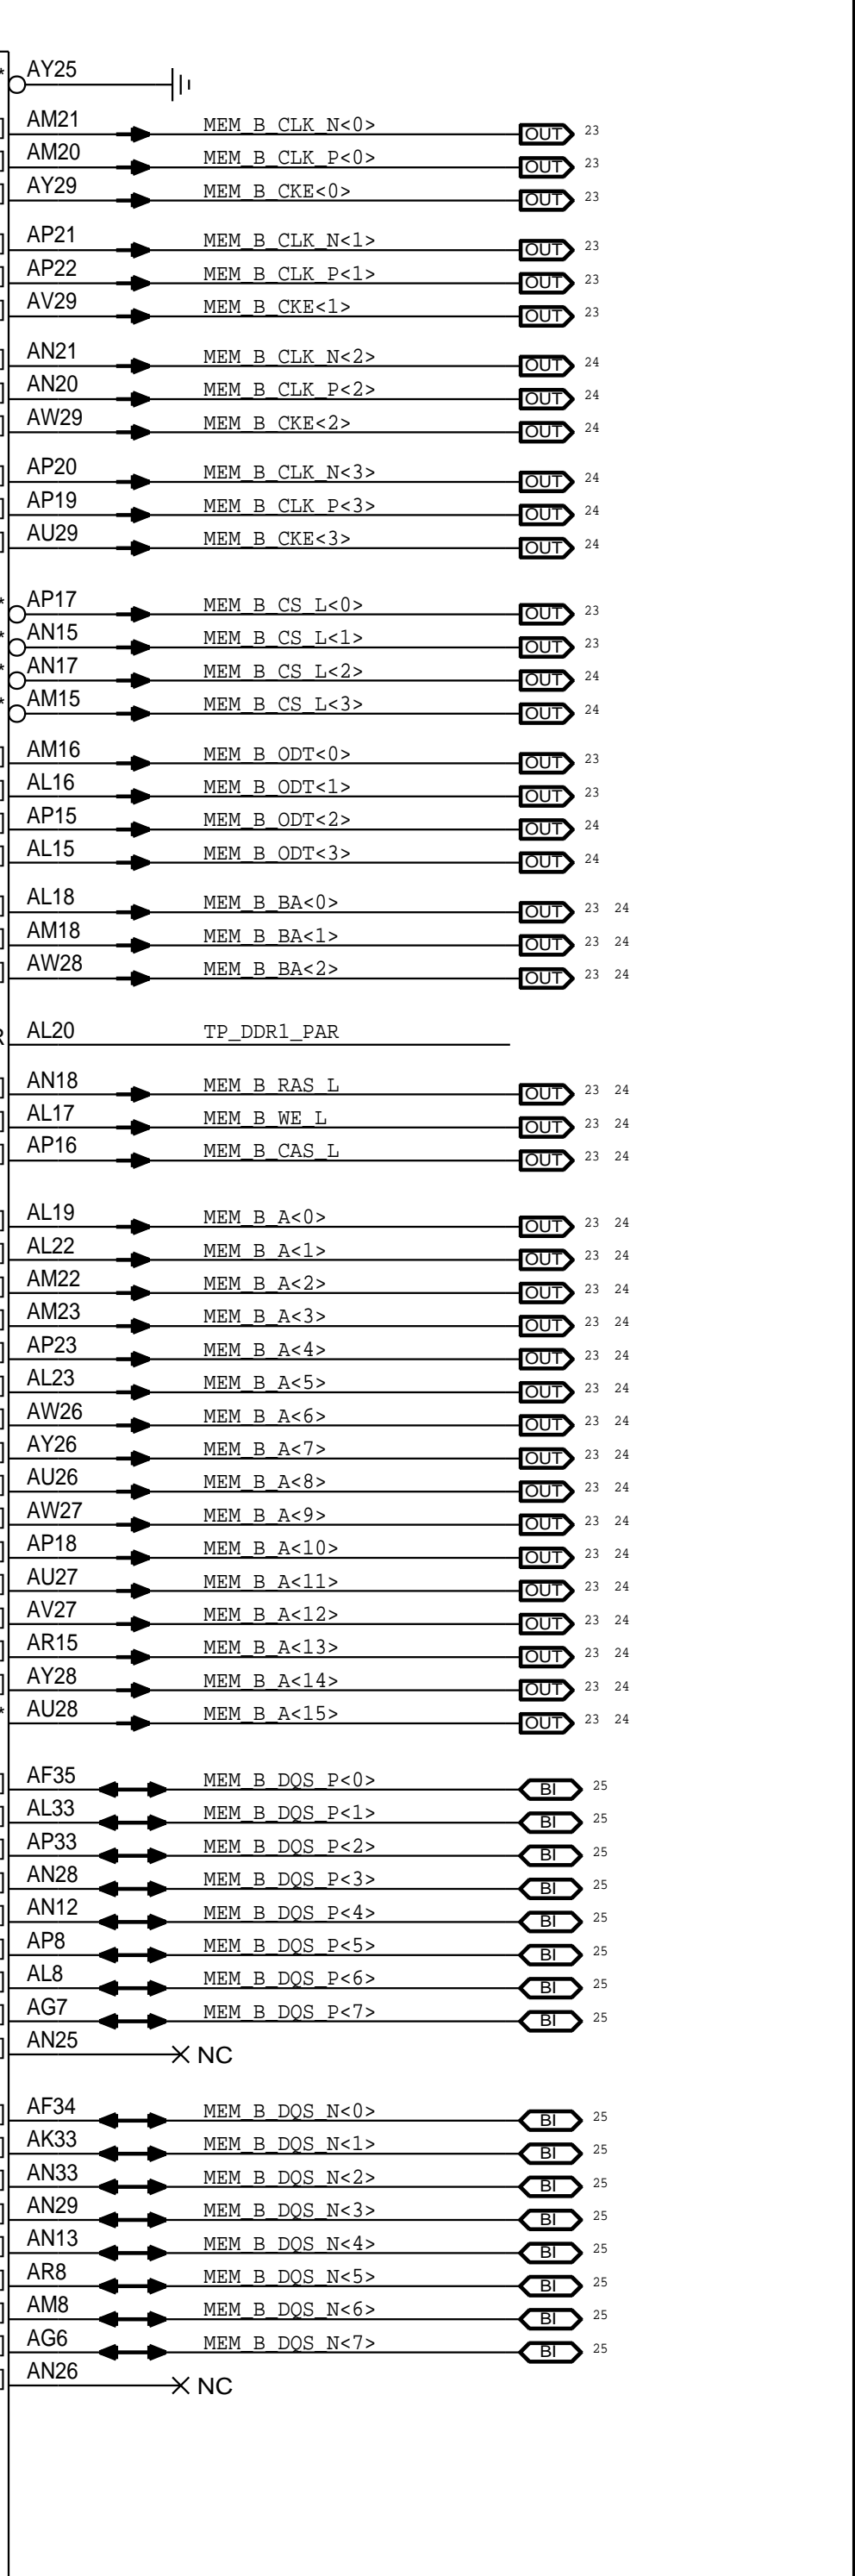 * AY25
] AM21 MEM_B_CLK_N<0> OUT 23
] AM20 MEM_B_CLK_P<0> OUT 23
] AY29 MEM_B_CKE<0> OUT 23
] AP21 MEM_B_CLK_N<1> OUT 23
] AP22 MEM_B_CLK_P<1> OUT 23
] AV29 MEM_B_CKE<1> OUT 23
] AN21 MEM_B_CLK_N<2> OUT 24
] AN20 MEM_B_CLK_P<2> OUT 24
] AW29 MEM_B_CKE<2> OUT 24
] AP20 MEM_B_CLK_N<3> OUT 24
] AP19 MEM_B_CLK_P<3> OUT 24
] AU29 MEM_B_CKE<3> OUT 24
* AP17 MEM_B_CS_L<0> OUT 23
* AN15 MEM_B_CS_L<1> OUT 23
* AN17 MEM_B_CS_L<2> OUT 24
* AM15 MEM_B_CS_L<3> OUT 24
] AM16 MEM_B_ODT<0> OUT 23
] AL16 MEM_B_ODT<1> OUT 23
] AP15 MEM_B_ODT<2> OUT 24
] AL15 MEM_B_ODT<3> OUT 24
] AL18 MEM_B_BA<0> OUT 23 24
] AM18 MEM_B_BA<1> OUT 23 24
] AW28 MEM_B_BA<2> OUT 23 24
R AL20 TP_DDR1_PAR
] AN18 MEM_B_RAS_L OUT 23 24
] AL17 MEM_B_WE_L OUT 23 24
] AP16 MEM_B_CAS_L OUT 23 24
] AL19 MEM_B_A<0> OUT 23 24
] AL22 MEM_B_A<1> OUT 23 24
] AM22 MEM_B_A<2> OUT 23 24
] AM23 MEM_B_A<3> OUT 23 24
] AP23 MEM_B_A<4> OUT 23 24
] AL23 MEM_B_A<5> OUT 23 24
] AW26 MEM_B_A<6> OUT 23 24
] AY26 MEM_B_A<7> OUT 23 24
] AU26 MEM_B_A<8> OUT 23 24
] AW27 MEM_B_A<9> OUT 23 24
] AP18 MEM_B_A<10> OUT 23 24
] AU27 MEM_B_A<11> OUT 23 24
] AV27 MEM_B_A<12> OUT 23 24
] AR15 MEM_B_A<13> OUT 23 24
] AY28 MEM_B_A<14> OUT 23 24
* AU28 MEM_B_A<15> OUT 23 24
] AF35 MEM_B_DQS_P<0> BI 25
] AL33 MEM_B_DQS_P<1> BI 25
] AP33 MEM_B_DQS_P<2> BI 25
] AN28 MEM_B_DQS_P<3> BI 25
] AN12 MEM_B_DQS_P<4> BI 25
] AP8 MEM_B_DQS_P<5> BI 25
] AL8 MEM_B_DQS_P<6> BI 25
] AG7 MEM_B_DQS_P<7> BI 25
] AN25 NC
] AF34 MEM_B_DQS_N<0> BI 25
] AK33 MEM_B_DQS_N<1> BI 25
] AN33 MEM_B_DQS_N<2> BI 25
] AN29 MEM_B_DQS_N<3> BI 25
] AN13 MEM_B_DQS_N<4> BI 25
] AR8 MEM_B_DQS_N<5> BI 25
] AM8 MEM_B_DQS_N<6> BI 25
] AG6 MEM_B_DQS_N<7> BI 25
] AN26 NC